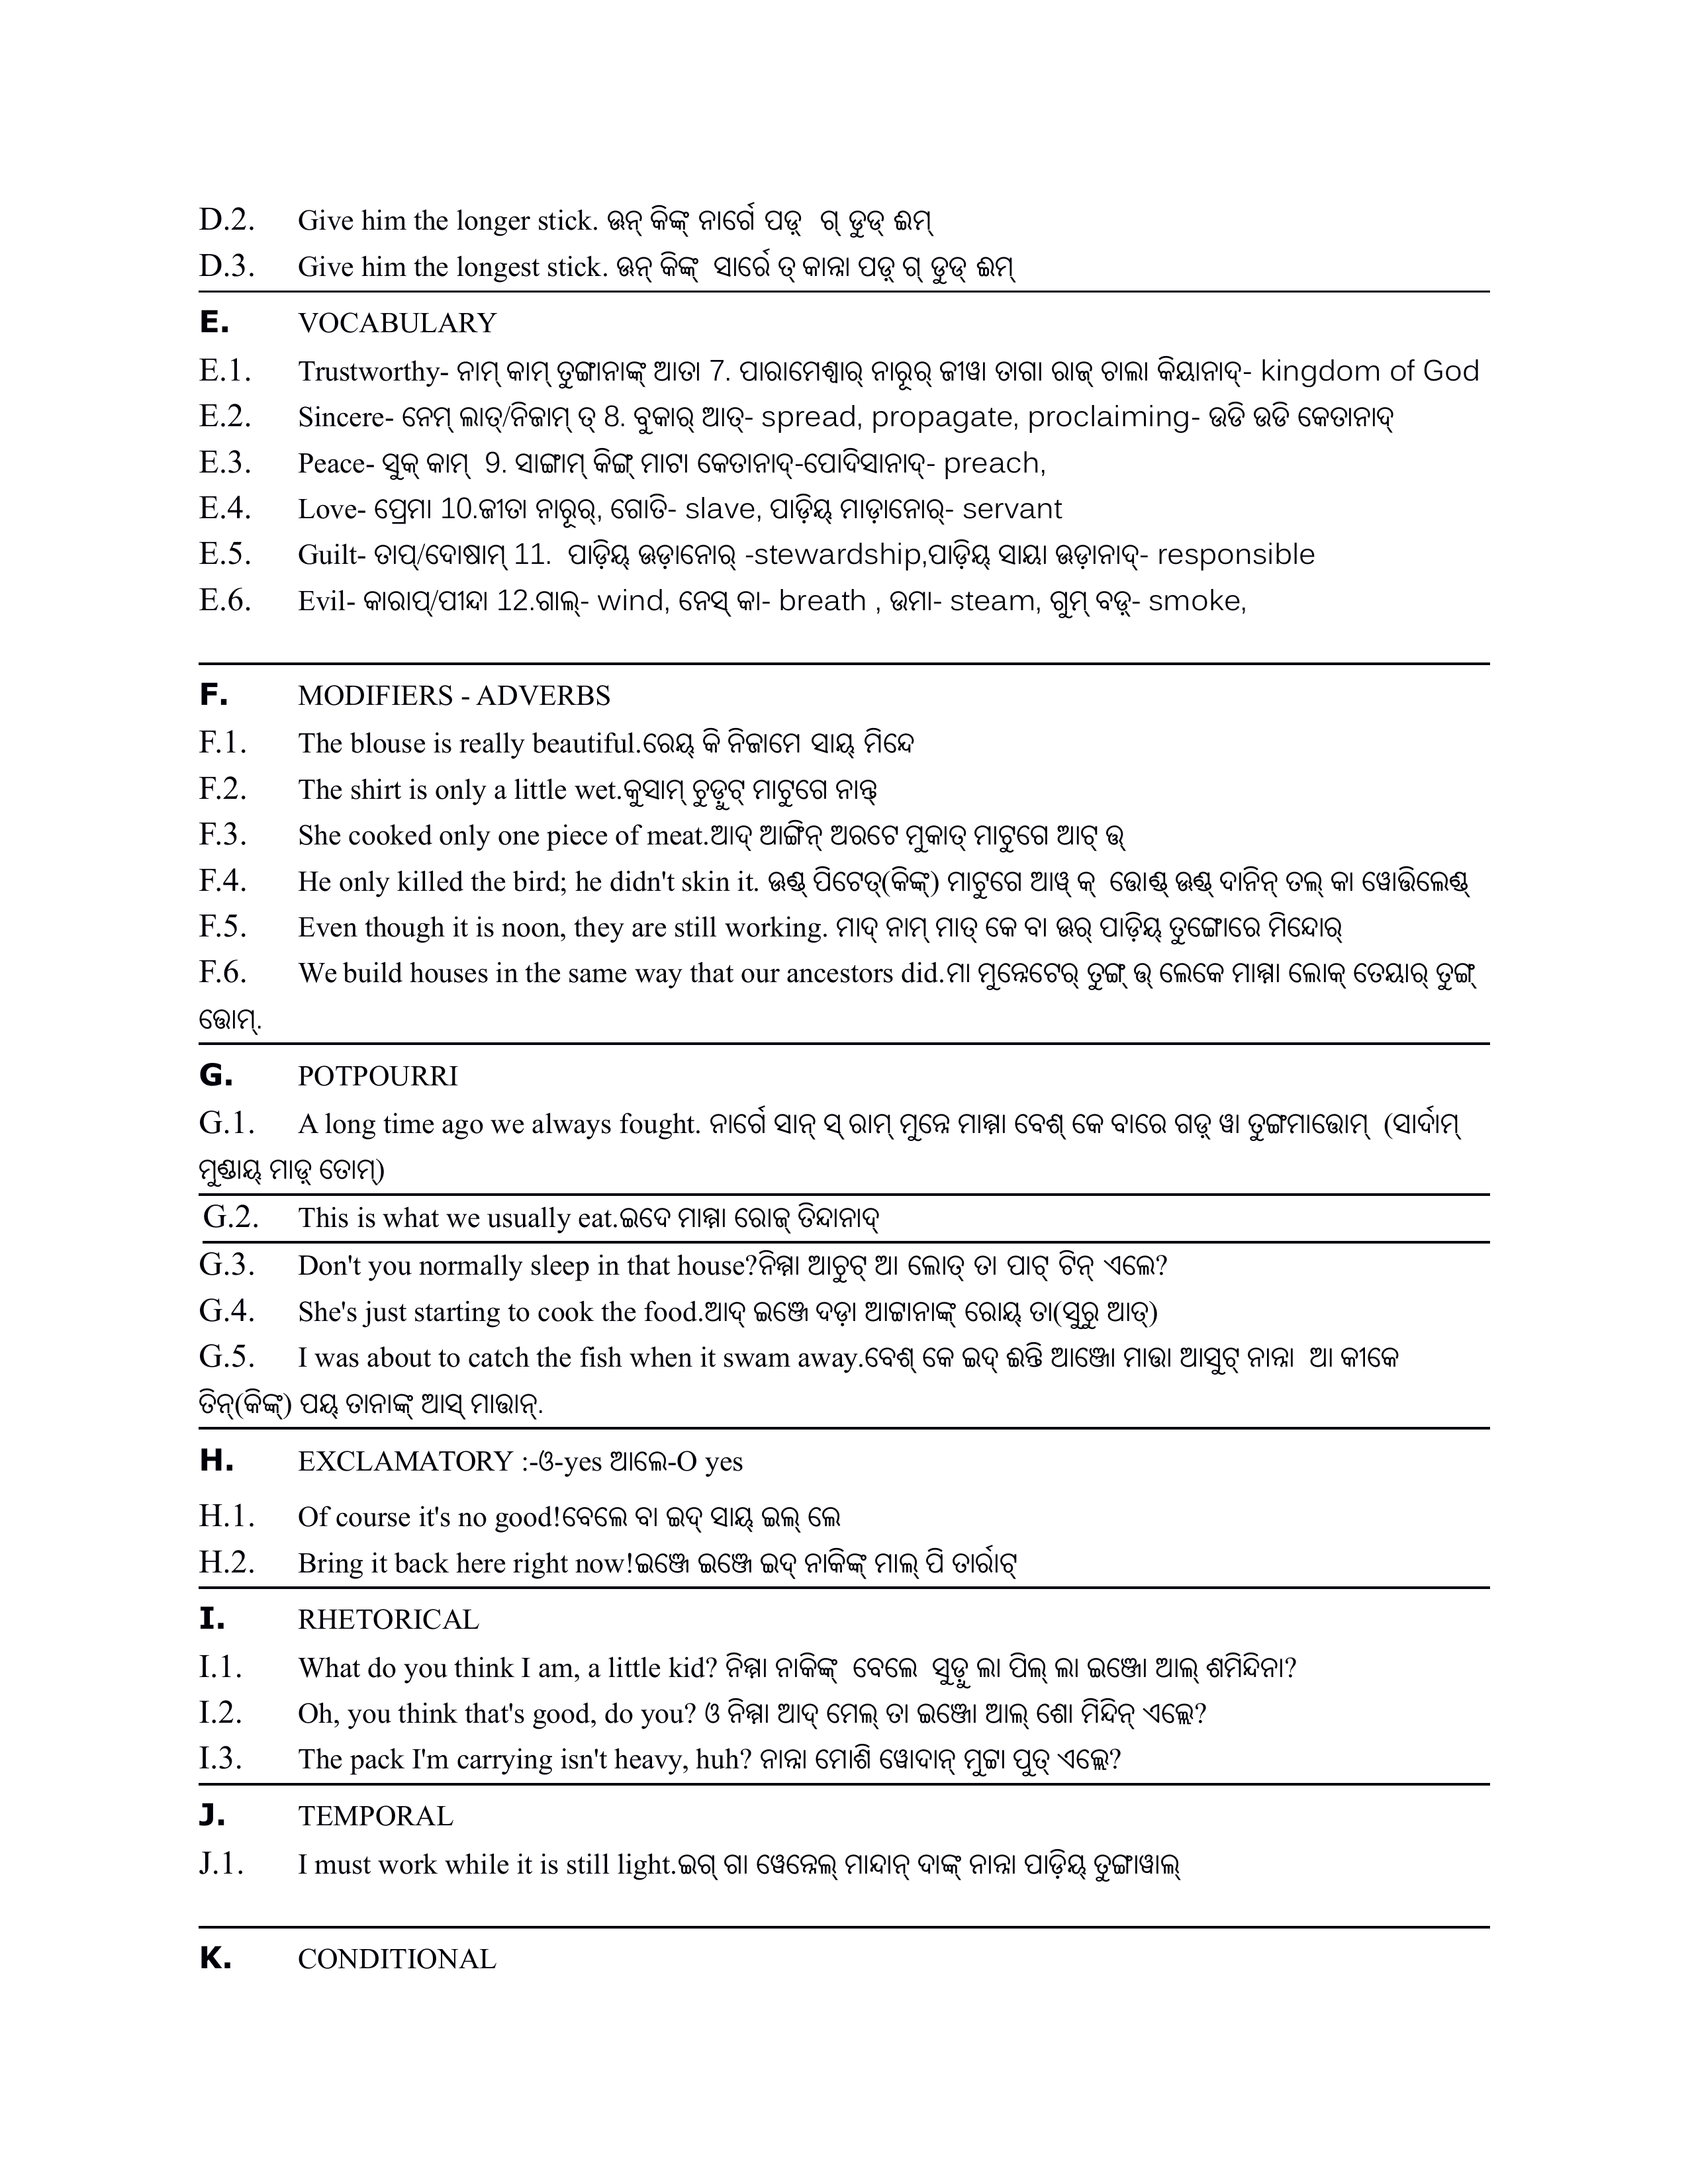 D.2. Give him the longer stick. ଊନ୍ କିଙ୍କ୍ ନାର୍ଗେ ପଡ଼୍ ଗ୍ ଡୁଡ୍ ଈମ୍
D.3. Give him the longest stick. ଊନ୍ କିଙ୍କ୍ ସାର୍ରେ ତ୍ କାନ୍ନା ପଡ଼୍ ଗ୍ ଡୁଡ୍ ଈମ୍
E. VOCABULARY
E.1. Trustworthy- ନାମ୍ କାମ୍ ତୁଙ୍ଗାନାଙ୍କ୍ ଆତା 7. ପାରାମେଶ୍ୱାର୍ ନାରୂର୍ ଜୀୱା ତାଗା ରାଜ୍ ଚାଲା କିୟାନାଦ୍- kingdom of God
E.2. Sincere- ନେମ୍ ଲାତ୍/ନିଜାମ୍ ତ୍ 8. ବୁକାର୍ ଆତ୍- spread, propagate, proclaiming- ଉଡି ଉଡି କେତାନାଦ୍
E.3. Peace- ସୁକ୍ କାମ୍ 9. ସାଙ୍ଗାମ୍ କିଙ୍ଗ୍ ମାଟା କେତାନାଦ୍-ପୋଦିସାନାଦ୍- preach,
E.4. Love- ପ୍ରେମା 10.ଜୀତା ନାରୂର୍, ଗୋତି- slave, ପାଡ଼ିୟ୍ ମାଡ଼ାନୋର୍- servant
E.5. Guilt- ତାପ୍/ଦୋଷାମ୍ 11. ପାଡ଼ିୟ୍ ଊଡ଼ାନୋର୍ -stewardship,ପାଡ଼ିୟ୍ ସାୟା ଊଡ଼ାନାଦ୍- responsible
E.6. Evil- କାରାପ୍/ପୀନ୍ଦା 12.ଗାଲ୍- wind, ନେସ୍ କା- breath , ଉମା- steam, ଗୁମ୍ ବଡ଼୍- smoke,
F. MODIFIERS - ADVERBS
F.1. The blouse is really beautiful.ରେୟ୍ କି ନିଜାମେ ସାୟ୍ ମିନ୍ଦେ
F.2. The shirt is only a little wet.କୁସାମ୍ ଚୁଡ଼ୁଟ୍ ମାଟୁଗେ ନାନ୍ତ୍
F.3. She cooked only one piece of meat.ଆଦ୍ ଆଙ୍ଗିନ୍ ଅରଟେ ମୁକାତ୍ ମାଟୁଗେ ଆଟ୍ ତ୍ତ୍
F.4. He only killed the bird; he didn't skin it. ଊଣ୍ଡ୍ ପିଟେତ୍(କିଙ୍କ୍) ମାଟୁଗେ ଆୱ୍ କ୍ ତ୍ତୋଣ୍ଡ୍ ଊଣ୍ଡ୍ ଦାନିନ୍ ତଲ୍ କା ୱୋତ୍ତିଲେଣ୍ଡ୍
F.5. Even though it is noon, they are still working. ମାଦ୍ ନାମ୍ ମାତ୍ କେ ବା ଊର୍ ପାଡ଼ିୟ୍ ତୁଙ୍ଗୋରେ ମିନ୍ଦୋର୍
F.6. We build houses in the same way that our ancestors did.ମା ମୁନ୍ନେଟେର୍ ତୁଙ୍ଗ୍ ତ୍ତ୍ ଲେକେ ମାମ୍ମା ଲୋକ୍ ତେୟାର୍ ତୁଙ୍ଗ୍
ତ୍ତୋମ୍.
G. POTPOURRI
G.1. A long time ago we always fought. ନାର୍ଗେ ସାନ୍ ସ୍ ରାମ୍ ମୁନ୍ନେ ମାମ୍ମା ବେଶ୍ କେ ବାରେ ଗଡ଼୍ ୱା ତୁଙ୍ଗମାତ୍ତୋମ୍ (ସାର୍ଦାମ୍
ମୁଣ୍ଡାୟ୍ ମାଡ଼୍ ତୋମ୍)
G.2. This is what we usually eat.ଇଦେ ମାମ୍ମା ରୋଜ୍ ତିନ୍ଦାନାଦ୍
G.3. Don't you normally sleep in that house?ନିମ୍ମା ଆଚୁଟ୍ ଆ ଲୋତ୍ ତା ପାଟ୍ ଟିନ୍ ଏଲେ?
G.4. She's just starting to cook the food.ଆଦ୍ ଇଞ୍ଜେ ଦଡ଼ା ଆଟ୍ଟାନାଙ୍କ୍ ରୋୟ୍ ତା(ସୁରୁ ଆତ୍)
G.5. I was about to catch the fish when it swam away.ବେଶ୍ କେ ଇଦ୍ ଈନ୍ତି ଆଞ୍ଜୋ ମାତ୍ତା ଆସୁଟ୍ ନାନ୍ନା ଆ କୀକେ
ତିନ୍(କିଙ୍କ୍) ପୟ୍ ତାନାଙ୍କ୍ ଆସ୍ ମାତ୍ତାନ୍.
H. EXCLAMATORY :-ଓ-yes ଆଲେ-O yes
H.1. Of course it's no good!ବେଲେ ବା ଇଦ୍ ସାୟ୍ ଇଲ୍ ଲେ
H.2. Bring it back here right now!ଇଞ୍ଜେ ଇଞ୍ଜେ ଇଦ୍ ନାକିଙ୍କ୍ ମାଲ୍ ପି ତାର୍ରାଟ୍
I. RHETORICAL
I.1. What do you think I am, a little kid? ନିମ୍ମା ନାକିଙ୍କ୍ ବେଲେ ସୁଡ଼ୁ ଲା ପିଲ୍ ଲା ଇଞ୍ଜୋ ଆଲ୍ ଶମିନ୍ଦିନା?
I.2. Oh, you think that's good, do you? ଓ ନିମ୍ମା ଆଦ୍ ମେଲ୍ ତା ଇଞ୍ଜୋ ଆଲ୍ ଶୋ ମିନ୍ଦିନ୍ ଏଲ୍ଲେ?
I.3. The pack I'm carrying isn't heavy, huh? ନାନ୍ନା ମୋଶି ୱୋଦାନ୍ ମୁଟ୍ଟା ପୁତ୍ ଏଲ୍ଲେ?
J. TEMPORAL
J.1. I must work while it is still light.ଇଗ୍ ଗା ୱେନ୍ନେଲ୍ ମାନ୍ଦାନ୍ ଦାଙ୍କ୍ ନାନ୍ନା ପାଡ଼ିୟ୍ ତୁଙ୍ଗାୱାଲ୍
K. CONDITIONAL